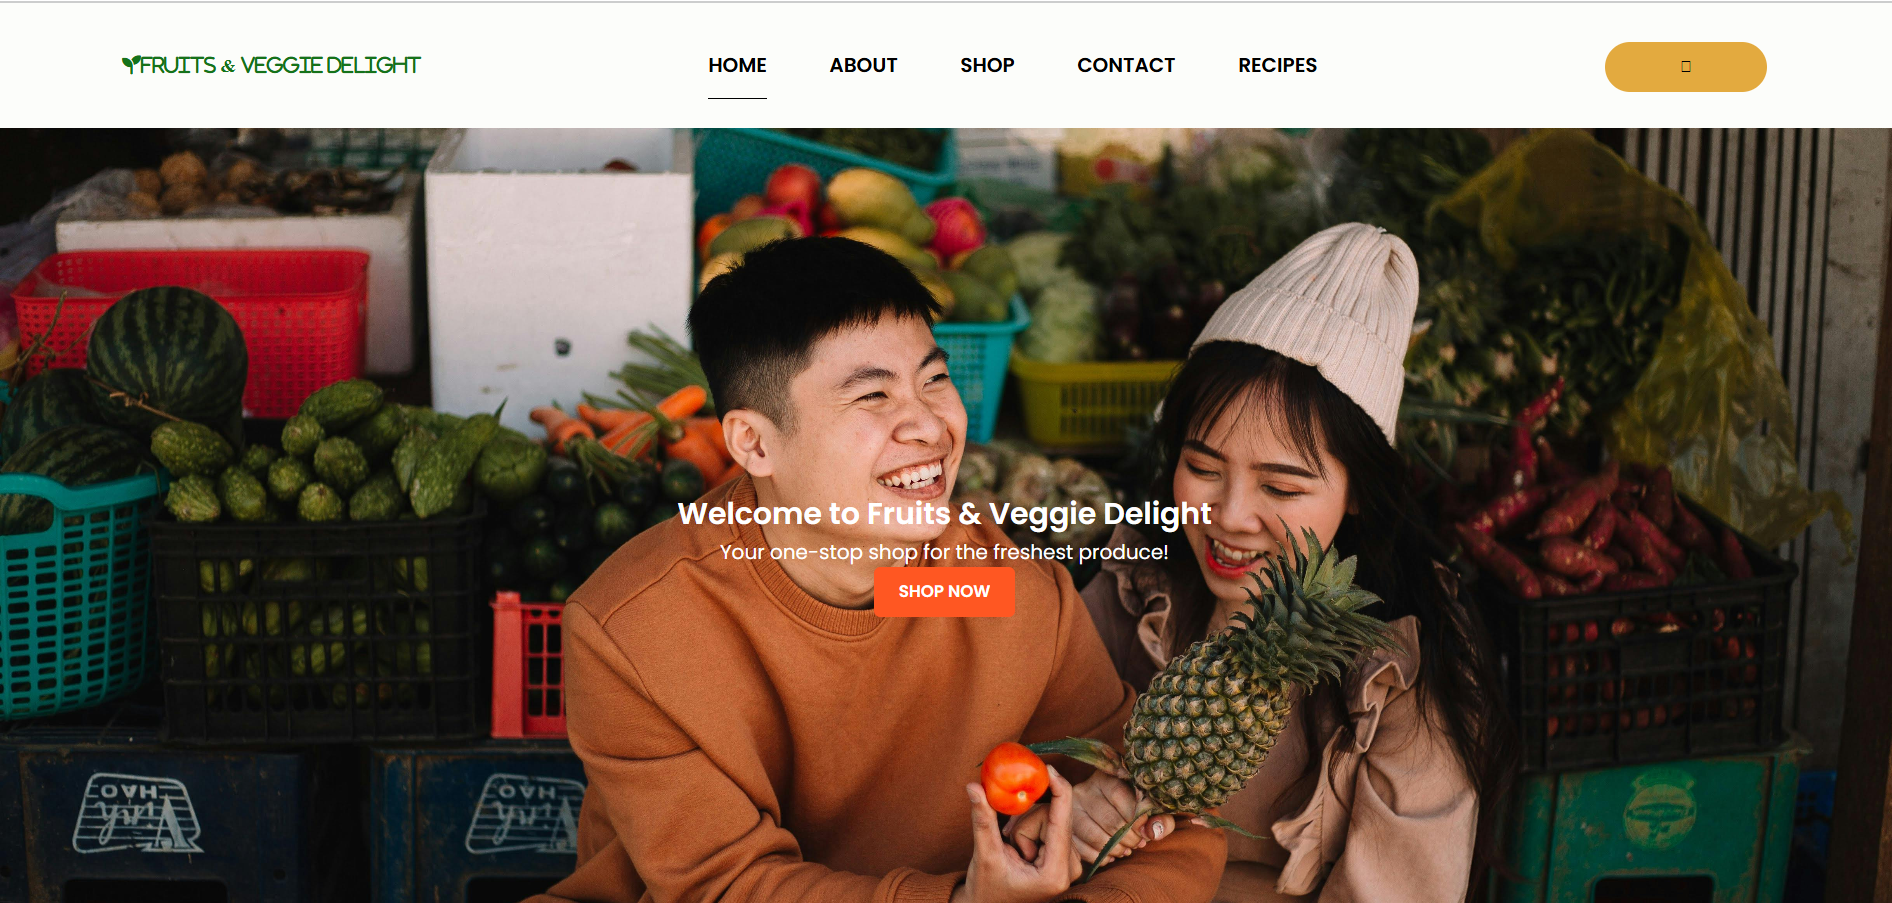 FRUITS & VEGGIE DELIGHT
HOME ABOUT SHOP CONTACT RECIPES
Welcome to Fruits & Veggie Delight
Your one-stop shop for the freshest produce!
SHOP NOW